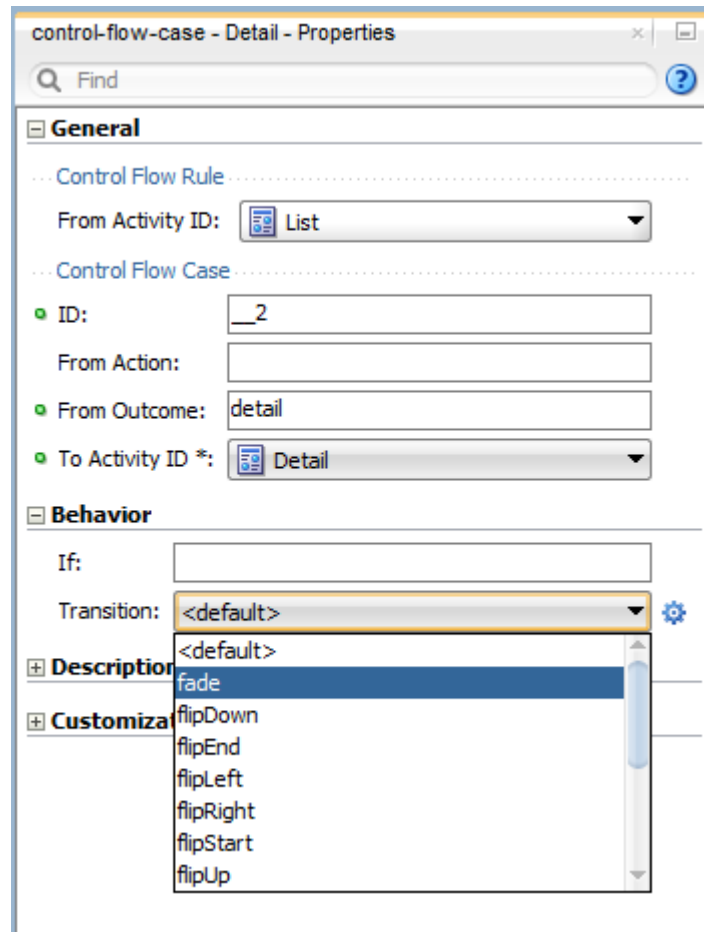 control-flow-case - Detail - Properties
Find
General
Control Flow Rule
From Activity ID: List
Control Flow Case
ID: __2
From Action:
From Outcome: detail
To Activity ID *: Detail
Behavior
If:
Transition: <default>
<default>
Description
fade
Customizat
flipDown
flipEnd
flipLeft
flipRight
flipStart
flipUp